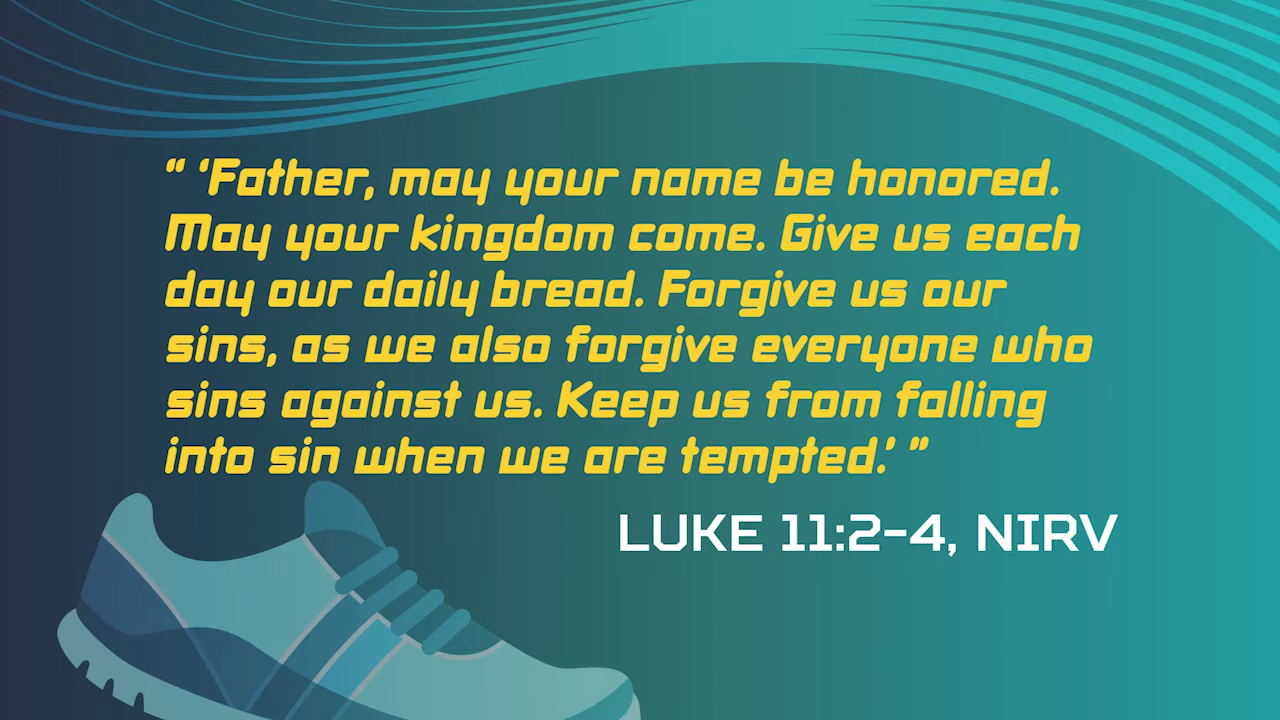 “ ‘Father, may your name be honored.
May your kingdom come. Give us each
day our daily bread. Forgive us our
sins, as we also forgive everyone who
sins against us. Keep us from falling
into sin when we are tempted.’ ”
LUKE 11:2-4, NIRV